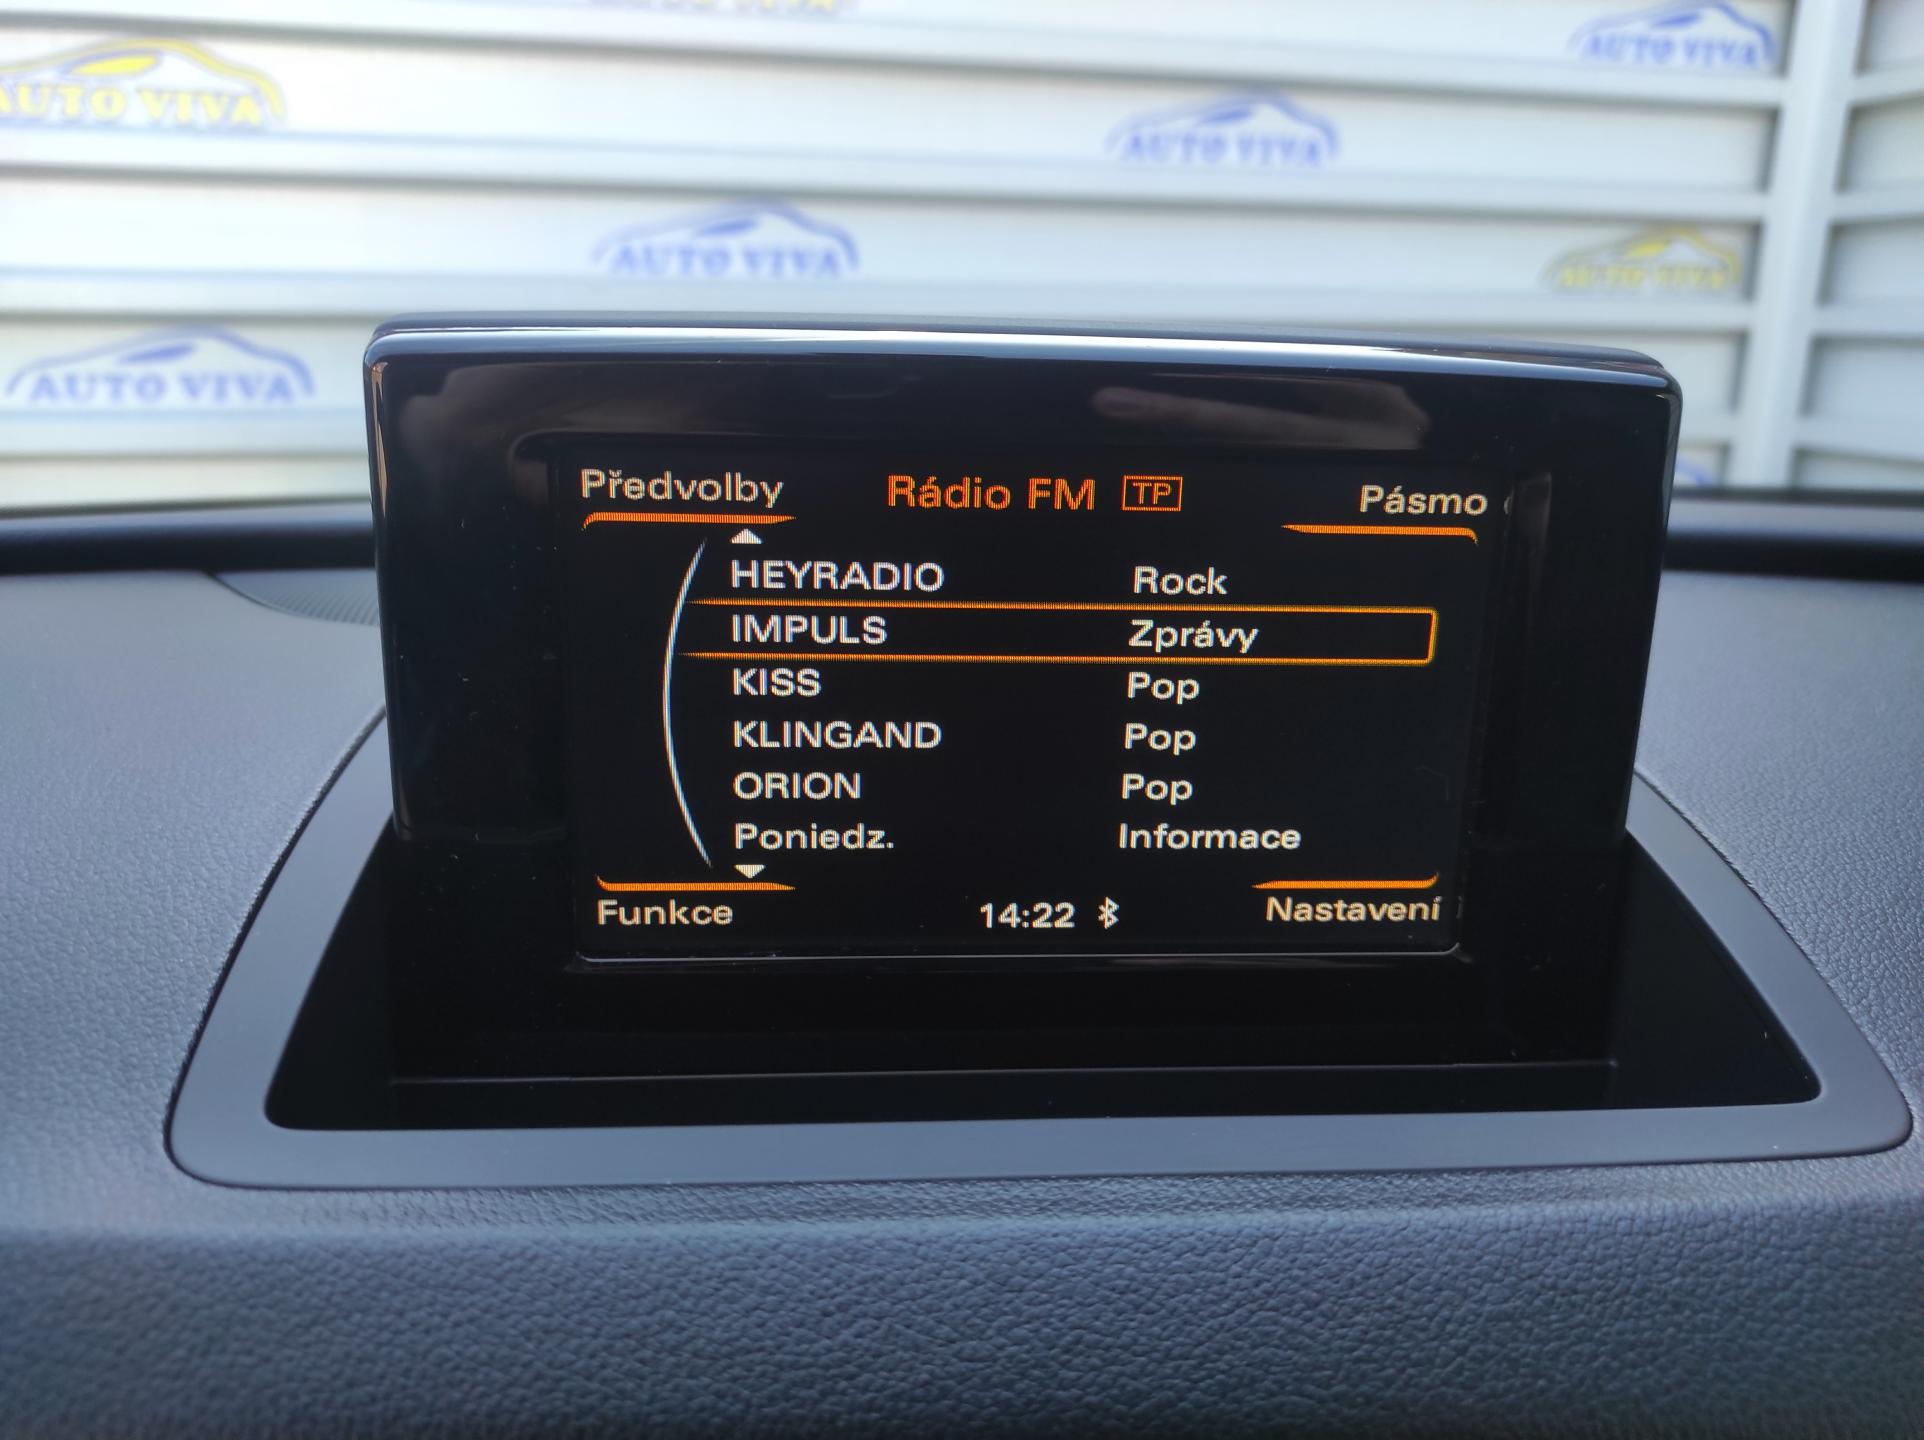 AUTO VIVA
AUTO VIVA
AUTO VIVA
AUTO VIVA
AUTO VIVA
AUTO VIVA
Předvolby Rádio FM TP Pásmo
HEYRADIO Rock
IMPULS Zprávy
KISS Pop
KLINGAND Pop
ORION Pop
Poniedz. Informace
Funkce 14:22 Nastavení